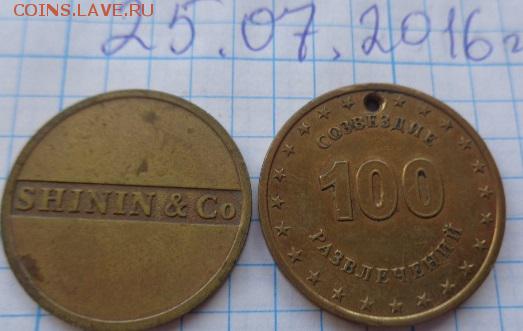 COINS.LAVE.RU
25.07.2016г
SHININ & Co
СОЗВЕЗДИЕ
100
РАЗВЛЕЧЕНИЙ